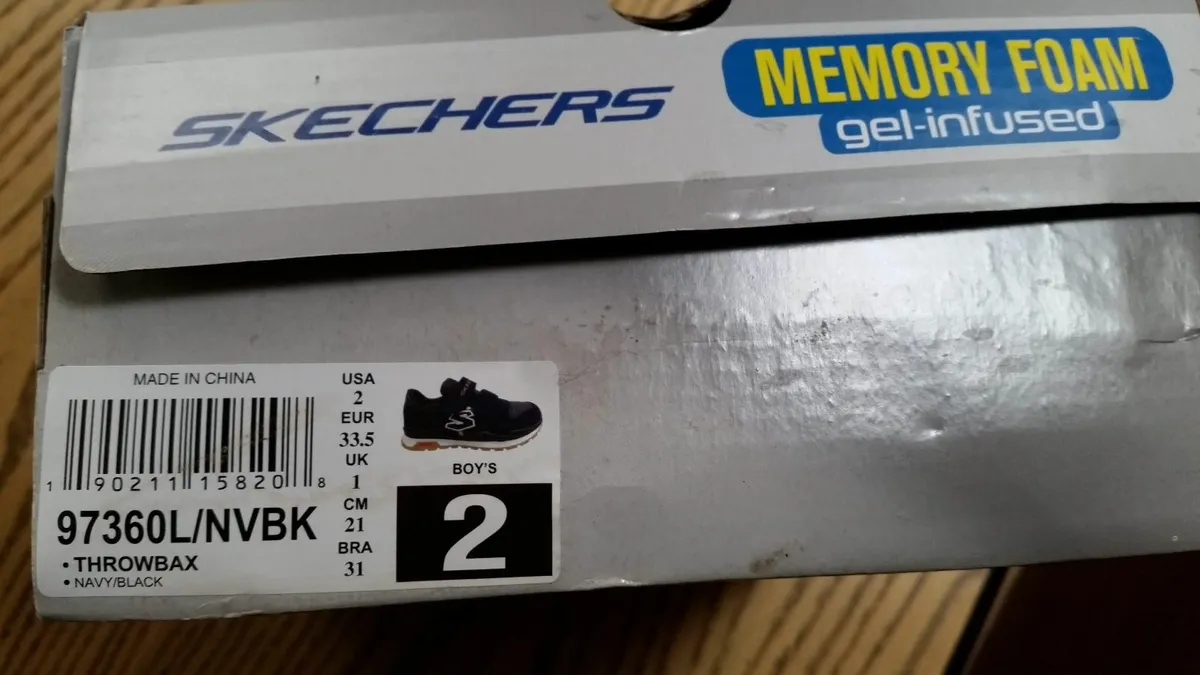 SKECHERS
MEMORY FOAM
gel-infused
MADE IN CHINA
1 90211 15820 8
97360L/NVBK
• THROWBAX
• NAVY/BLACK
USA
2
EUR
33.5
UK
1
CM
21
BRA
31
BOY'S
2